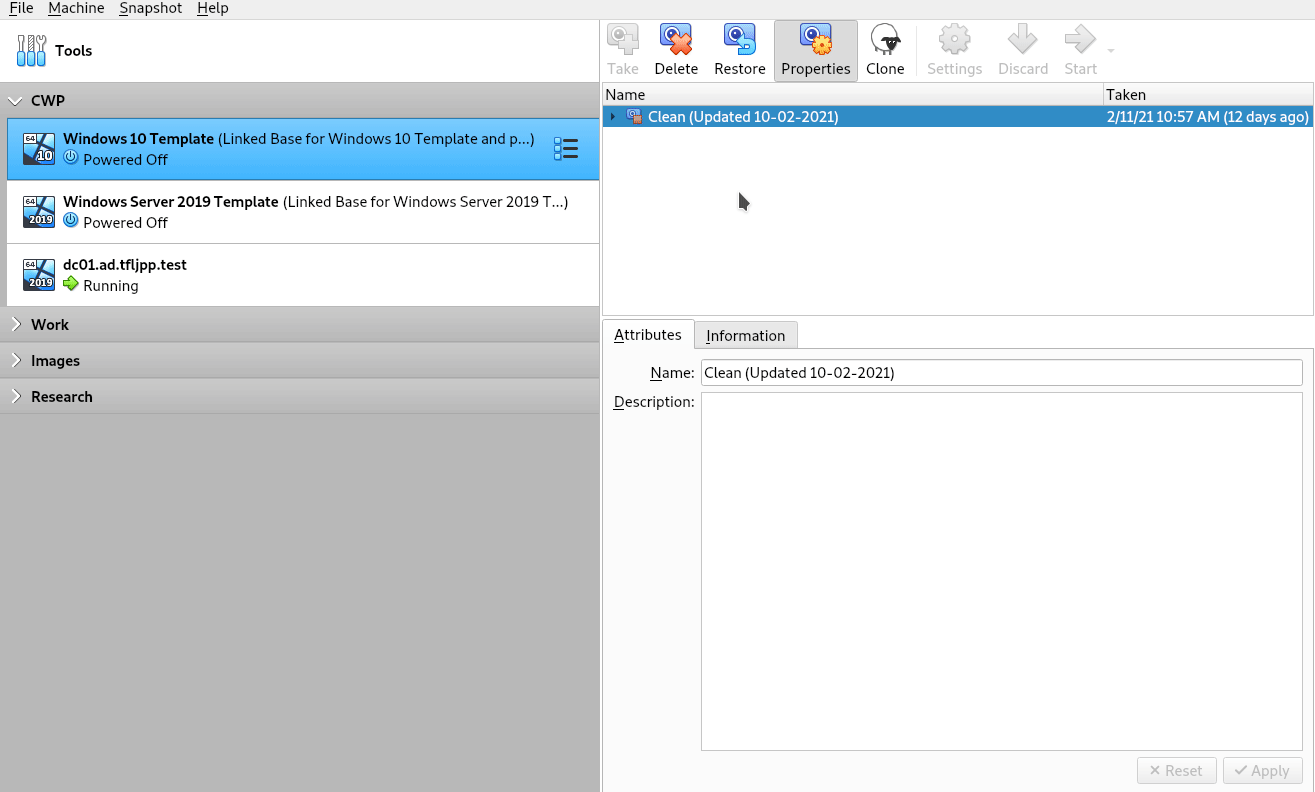 File Machine Snapshot Help
Tools
Take Delete Restore Properties Clone Settings Discard Start
Name Taken
CWP
Clean (Updated 10-02-2021) 2/11/21 10:57 AM (12 days ago)
64
10
Windows 10 Template (Linked Base for Windows 10 Template and p...)
Powered Off
64
2019
Windows Server 2019 Template (Linked Base for Windows Server 2019 T...)
Powered Off
64
2019
dc01.ad.tfljpp.test
Running
Work
Images
Research
Attributes Information
Name: Clean (Updated 10-02-2021)
Description:
Reset Apply